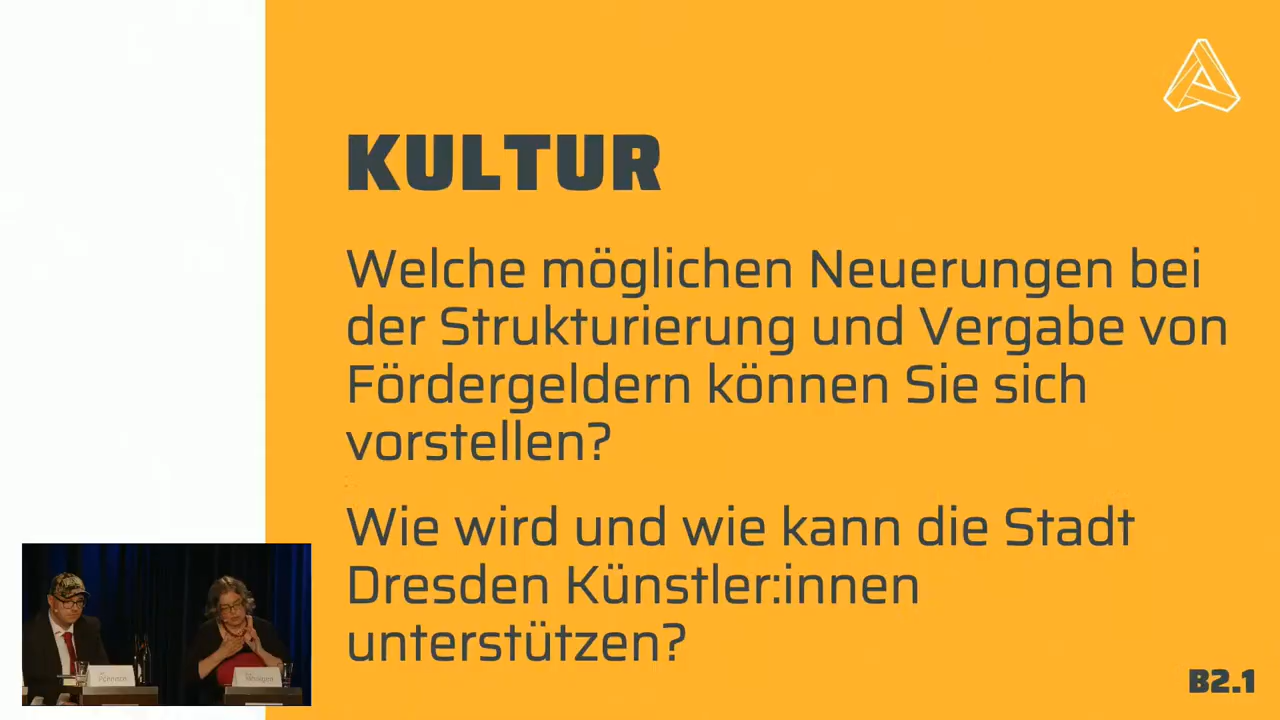 KULTUR
Welche möglichen Neuerungen bei
der Strukturierung und Vergabe von
Fördergeldern können Sie sich
vorstellen?
Wie wird und wie kann die Stadt
Dresden Künstler:innen
unterstützen?
B2.1